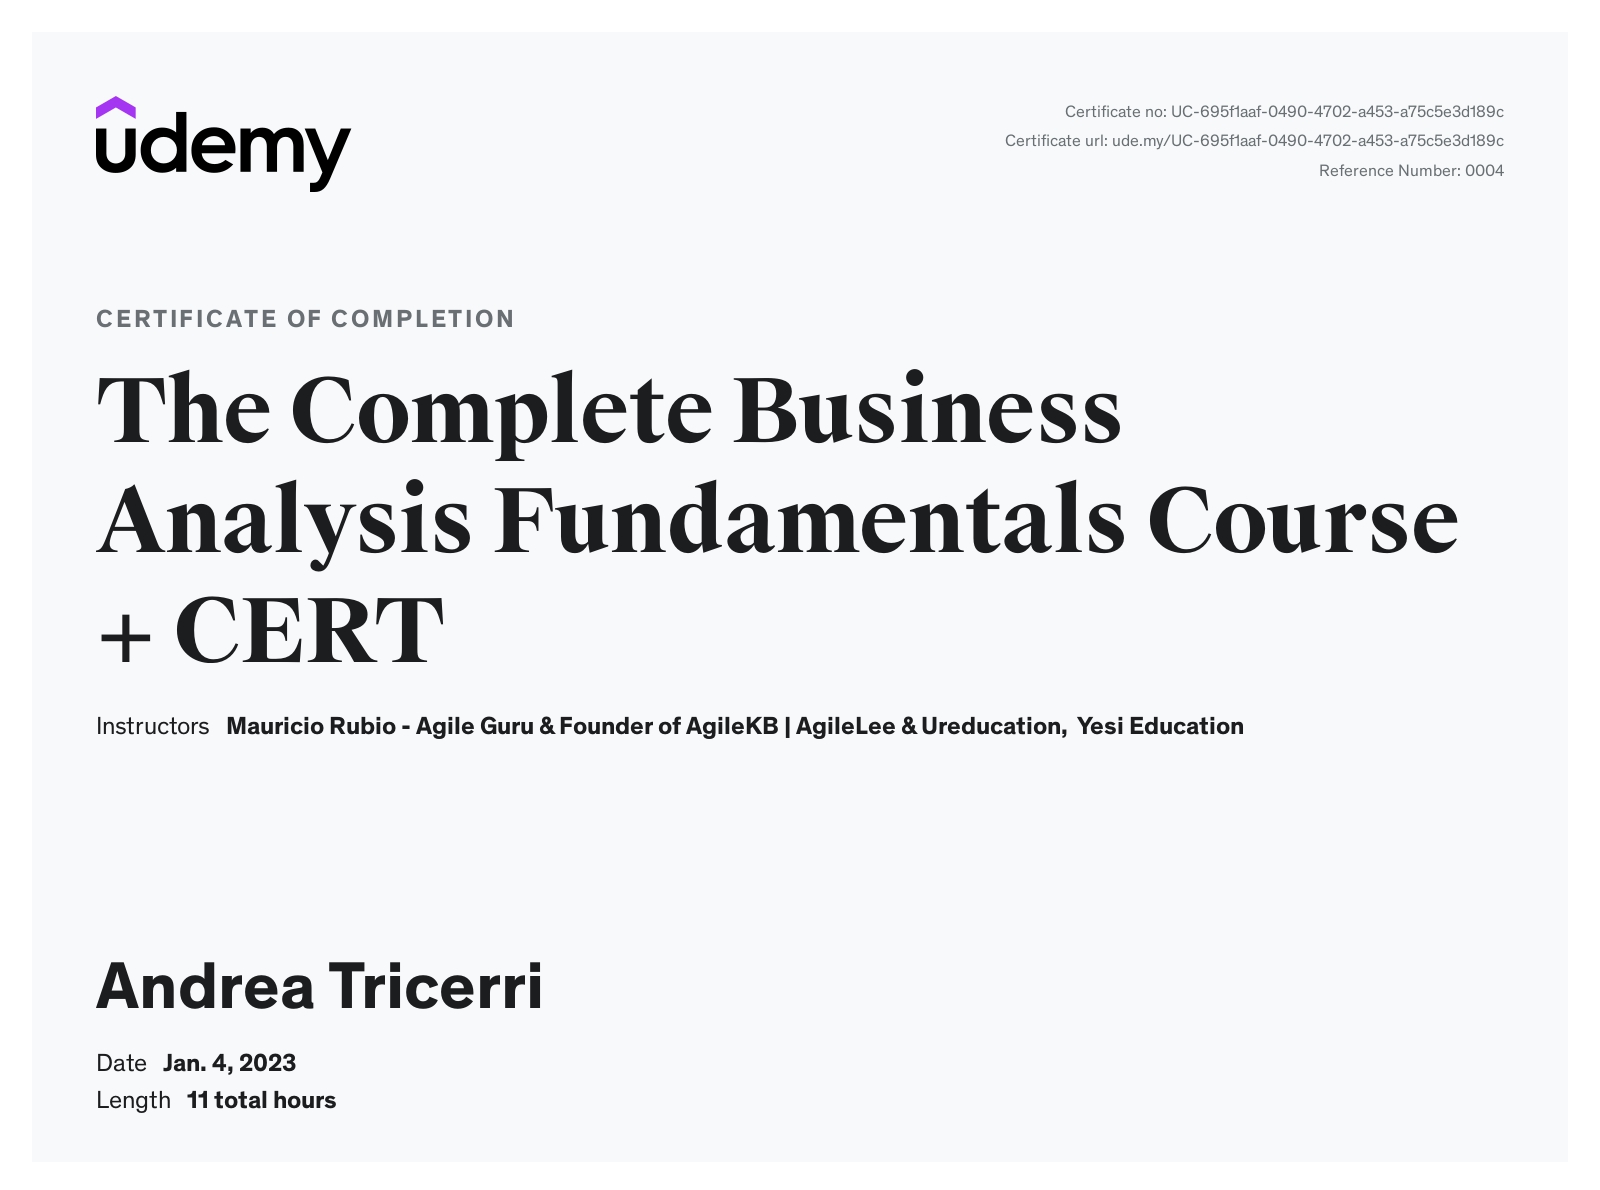 udemy
Certificate no: UC-695f1aaf-0490-4702-a453-a75c5e3d189c
Certificate url: ude.my/UC-695f1aaf-0490-4702-a453-a75c5e3d189c
Reference Number: 0004
CERTIFICATE OF COMPLETION
The Complete Business
Analysis Fundamentals Course
+ CERT
Instructors Mauricio Rubio - Agile Guru & Founder of AgileKB | AgileLee & Ureducation, Yesi Education
Andrea Tricerri
Date Jan. 4, 2023
Length 11 total hours